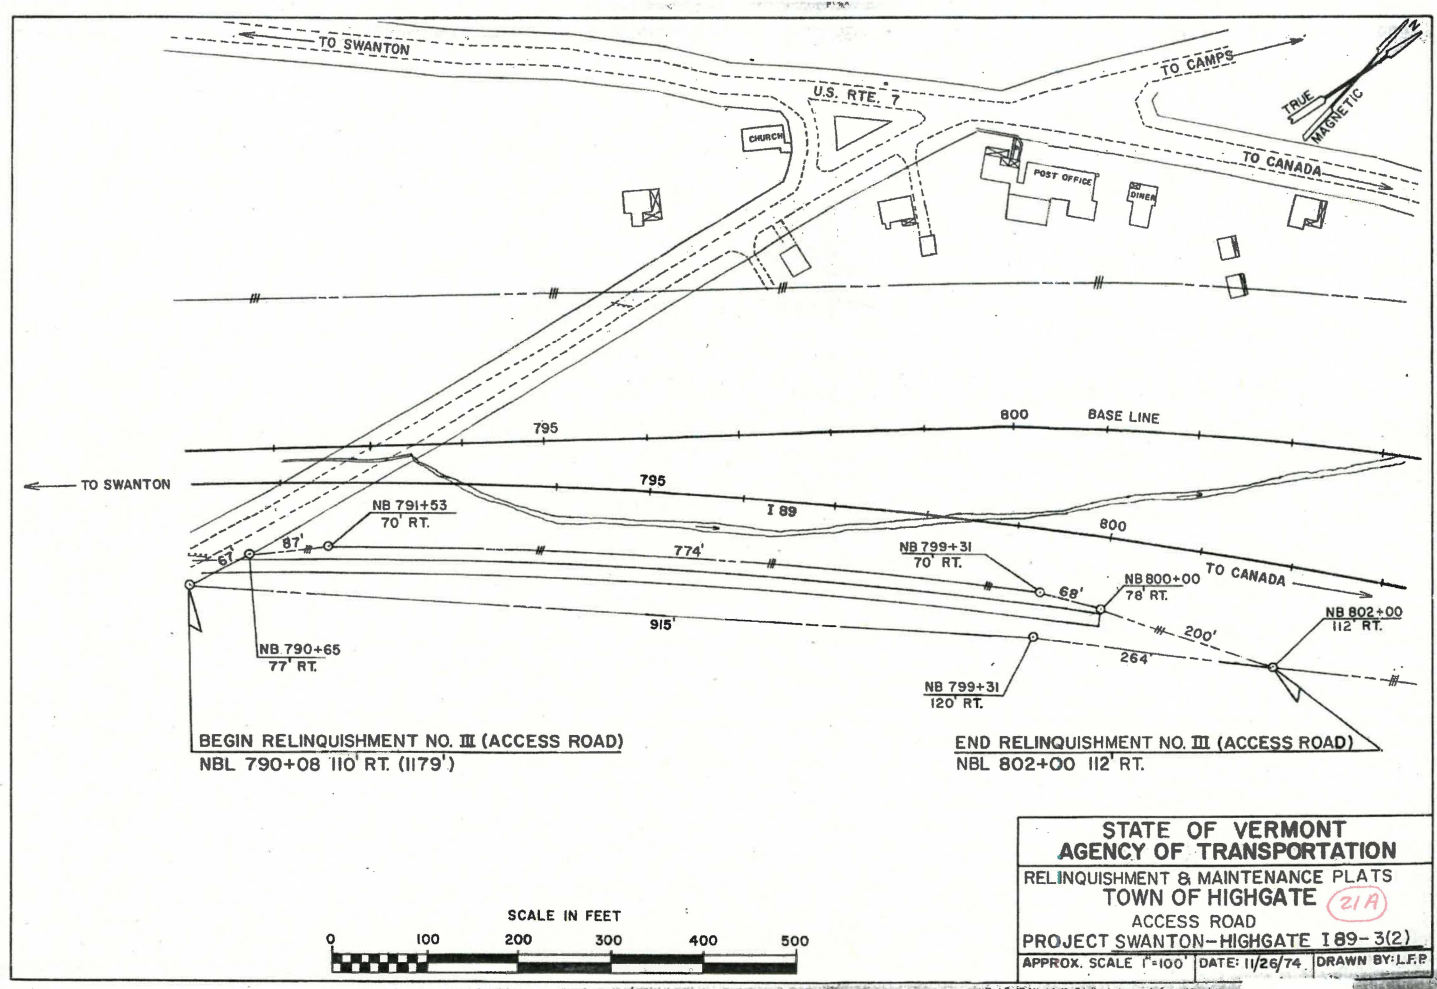 TO SWANTON
U.S. RTE. 7
TO CAMPS
N
TRUE
MAGNETIC
CHURCH
TO CANADA
POST OFFICE
DINER
795
800
BASE LINE
TO SWANTON
795
I 89
800
TO CANADA
NB 791+53
70' RT.
67'
87'
774'
NB 799+31
70' RT.
68'
NB 800+00
78' RT.
NB 802+00
112' RT.
200'
915'
264'
NB 790+65
77' RT.
NB 799+31
120' RT.
BEGIN RELINQUISHMENT NO. III (ACCESS ROAD)
NBL 790+08 110' RT. (1179')
END RELINQUISHMENT NO. III (ACCESS ROAD)
NBL 802+00 112' RT.
SCALE IN FEET
0 100 200 300 400 500
STATE OF VERMONT
AGENCY OF TRANSPORTATION
RELINQUISHMENT & MAINTENANCE PLATS
TOWN OF HIGHGATE
21A
ACCESS ROAD
PROJECT SWANTON-HIGHGATE I 89-3(2)
APPROX. SCALE 1"=100' DATE: 11/26/74 DRAWN BY: L.F.P.